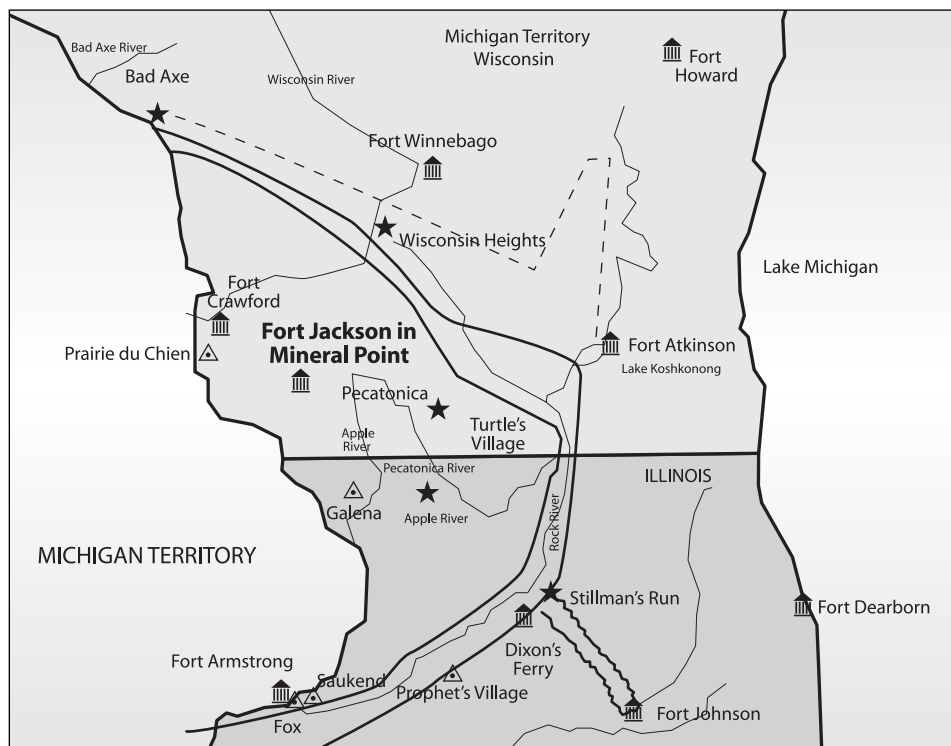 Michigan Territory
Wisconsin
Fort
Howard
Bad Axe River
Bad Axe
Wisconsin River
Fort Winnebago
Wisconsin Heights
Lake Michigan
Fort
Crawford
Fort Jackson in
Mineral Point
Prairie du Chien
Fort Atkinson
Lake Koshkonong
Pecatonica
Turtle's
Village
Apple
River
Pecatonica River
ILLINOIS
Galena
Apple River
Rock River
MICHIGAN TERRITORY
Stillman's Run
Fort Dearborn
Dixon's
Ferry
Fort Armstrong
Saukend
Prophet's Village
Fox
Fort Johnson